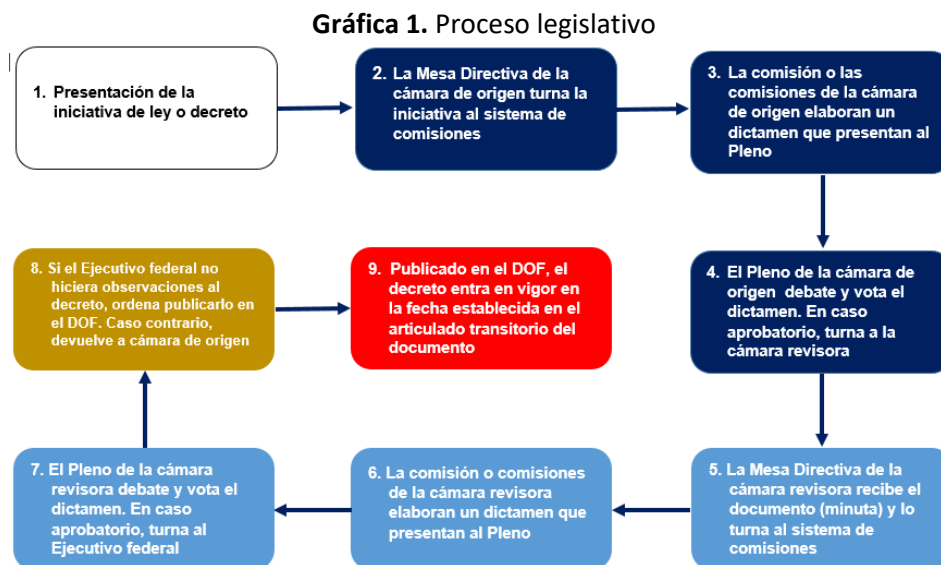 Gráfica 1. Proceso legislativo
1. Presentación de la
iniciativa de ley o decreto
2. La Mesa Directiva de la
cámara de origen turna la
iniciativa al sistema de
comisiones
3. La comisión o las
comisiones de la cámara
de origen elaboran un
dictamen que presentan al
Pleno
4. El Pleno de la cámara de
origen debate y vota el
dictamen. En caso
aprobatorio, turna a la
cámara revisora
5. La Mesa Directiva de la
cámara revisora recibe el
documento (minuta) y lo
turna al sistema de
comisiones
6. La comisión o comisiones
de la cámara revisora
elaboran un dictamen que
presentan al Pleno
7. El Pleno de la cámara
revisora debate y vota el
dictamen. En caso
aprobatorio, turna al
Ejecutivo federal
8. Si el Ejecutivo federal no
hiciera observaciones al
decreto, ordena publicarlo en
el DOF. Caso contrario,
devuelve a cámara de origen
9. Publicado en el DOF, el
decreto entra en vigor en
la fecha establecida en el
articulado transitorio del
documento